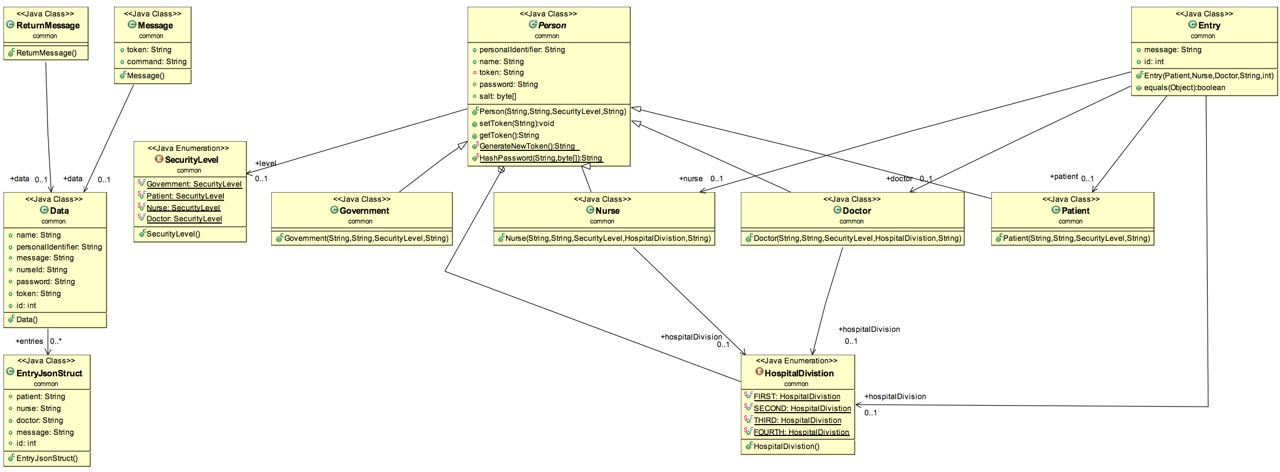 <<Java Class>>
ReturnMessage
common
ReturnMessage()
<<Java Class>>
Message
common
token: String
command: String
Message()
<<Java Class>>
Person
common
personalIdentifier: String
name: String
token: String
password: String
salt: byte[]
Person(String,String,SecurityLevel,String)
setToken(String):void
getToken():String
GenerateNewToken():String
HashPassword(String,byte[]):String
<<Java Class>>
Entry
common
message: String
id: int
Entry(Patient,Nurse,Doctor,String,int)
equals(Object):boolean
<<Java Enumeration>>
SecurityLevel
common
Government: SecurityLevel
Patient: SecurityLevel
Nurse: SecurityLevel
Doctor: SecurityLevel
SecurityLevel()
+level
0..1
+data
0..1
+data
0..1
+nurse
0..1
+doctor
0..1
+patient
0..1
<<Java Class>>
Data
common
name: String
personalIdentifier: String
message: String
nurseId: String
password: String
token: String
id: int
Data()
<<Java Class>>
Government
common
Government(String,String,SecurityLevel,String)
<<Java Class>>
Nurse
common
Nurse(String,String,SecurityLevel,HospitalDivistion,String)
<<Java Class>>
Doctor
common
Doctor(String,String,SecurityLevel,HospitalDivistion,String)
<<Java Class>>
Patient
common
Patient(String,String,SecurityLevel,String)
+entries
0..*
+hospitalDivision
0..1
+hospitalDivision
0..1
+hospitalDivision
0..1
<<Java Class>>
EntryJsonStruct
common
patient: String
nurse: String
doctor: String
message: String
id: int
EntryJsonStruct()
<<Java Enumeration>>
HospitalDivistion
common
FIRST: HospitalDivistion
SECOND: HospitalDivistion
THIRD: HospitalDivistion
FOURTH: HospitalDivistion
HospitalDivistion()